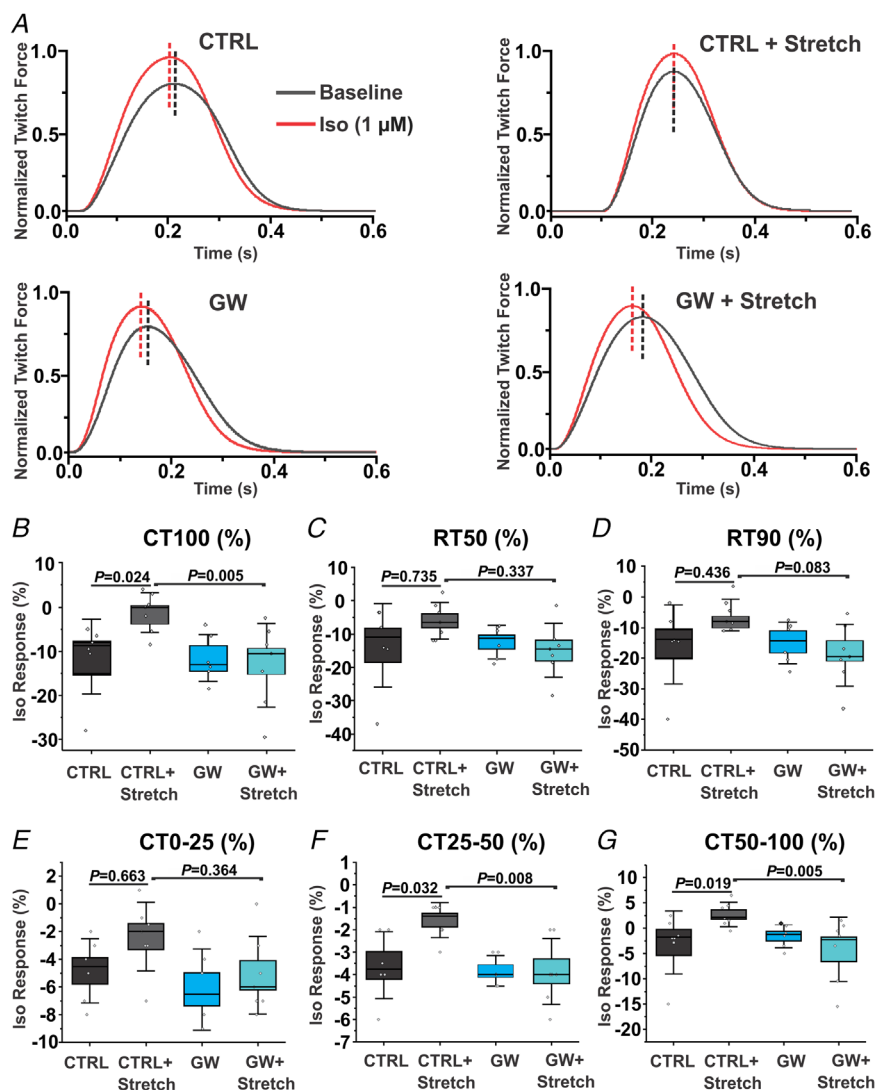 A
CTRL
CTRL + Stretch
Normalized Twitch Force
1.0
0.5
0.0
0.0 0.2 0.4 0.6
Time (s)
Baseline
Iso (1 µM)
Normalized Twitch Force
1.0
0.5
0.0
0.0 0.2 0.4 0.6
Time (s)
GW
GW + Stretch
Normalized Twitch Force
1.0
0.5
0.0
0.0 0.2 0.4 0.6
Time (s)
Normalized Twitch Force
1.0
0.5
0.0
0.0 0.2 0.4 0.6
Time (s)
B
CT100 (%)
P=0.024
P=0.005
Iso Response (%)
10
0
-10
-20
-30
CTRL
CTRL+
Stretch
GW
GW+
Stretch
C
RT50 (%)
P=0.735
P=0.337
Iso Response (%)
10
5
0
-5
-10
-15
-20
-25
-30
-35
-40
CTRL
CTRL+
Stretch
GW
GW+
Stretch
D
RT90 (%)
P=0.436
P=0.083
Iso Response (%)
20
10
0
-10
-20
-30
-40
-50
CTRL
CTRL+
Stretch
GW
GW+
Stretch
E
CT0-25 (%)
P=0.663
P=0.364
Iso Response (%)
2
0
-2
-4
-6
-8
-10
CTRL
CTRL+
Stretch
GW
GW+
Stretch
F
CT25-50 (%)
P=0.032
P=0.008
Iso Response (%)
1
0
-1
-2
-3
-4
-5
-6
-7
CTRL
CTRL+
Stretch
GW
GW+
Stretch
G
CT50-100 (%)
P=0.019
P=0.005
Iso Response (%)
10
5
0
-5
-10
-15
-20
CTRL
CTRL+
Stretch
GW
GW+
Stretch